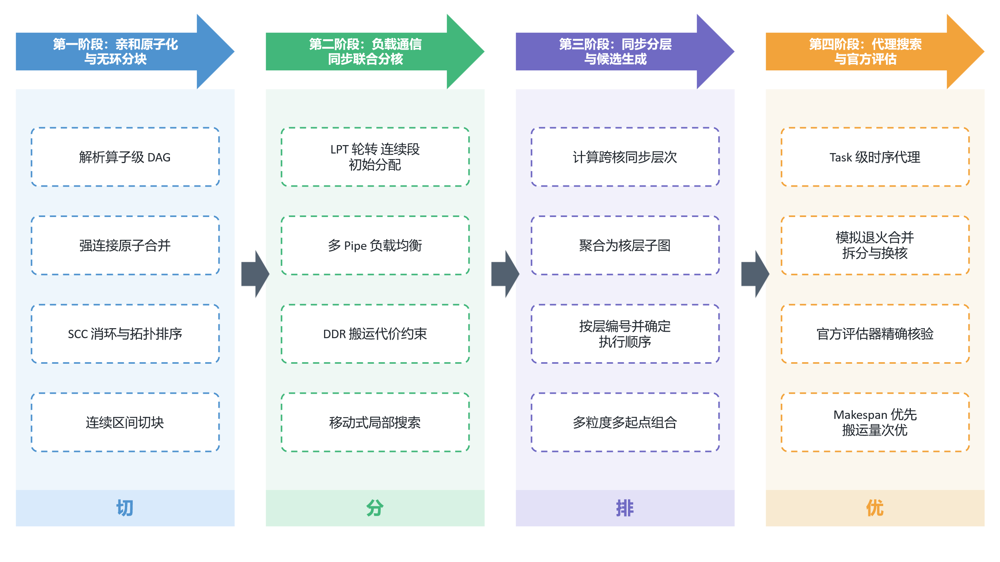 第一阶段：亲和原子化
与无环分块
解析算子级 DAG
强连接原子合并
SCC 消环与拓扑排序
连续区间切块
切
第二阶段：负载通信
同步联合分核
LPT 轮转 连续段
初始分配
多 Pipe 负载均衡
DDR 搬运代价约束
移动式局部搜索
分
第三阶段：同步分层
与候选生成
计算跨核同步层次
聚合为核层子图
按层编号并确定
执行顺序
多粒度多起点组合
排
第四阶段：代理搜索
与官方评估
Task 级时序代理
模拟退火合并
拆分与换核
官方评估器精确核验
Makespan 优先
搬运量次优
优